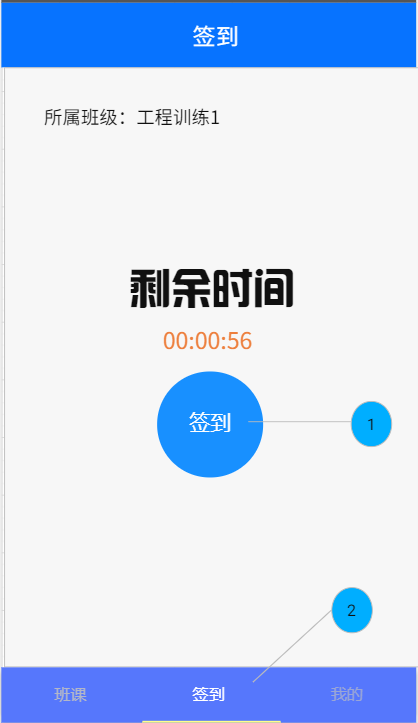 签到
所属班级：工程训练1
剩余时间
00:00:56
签到
1
2
班课
签到
我的